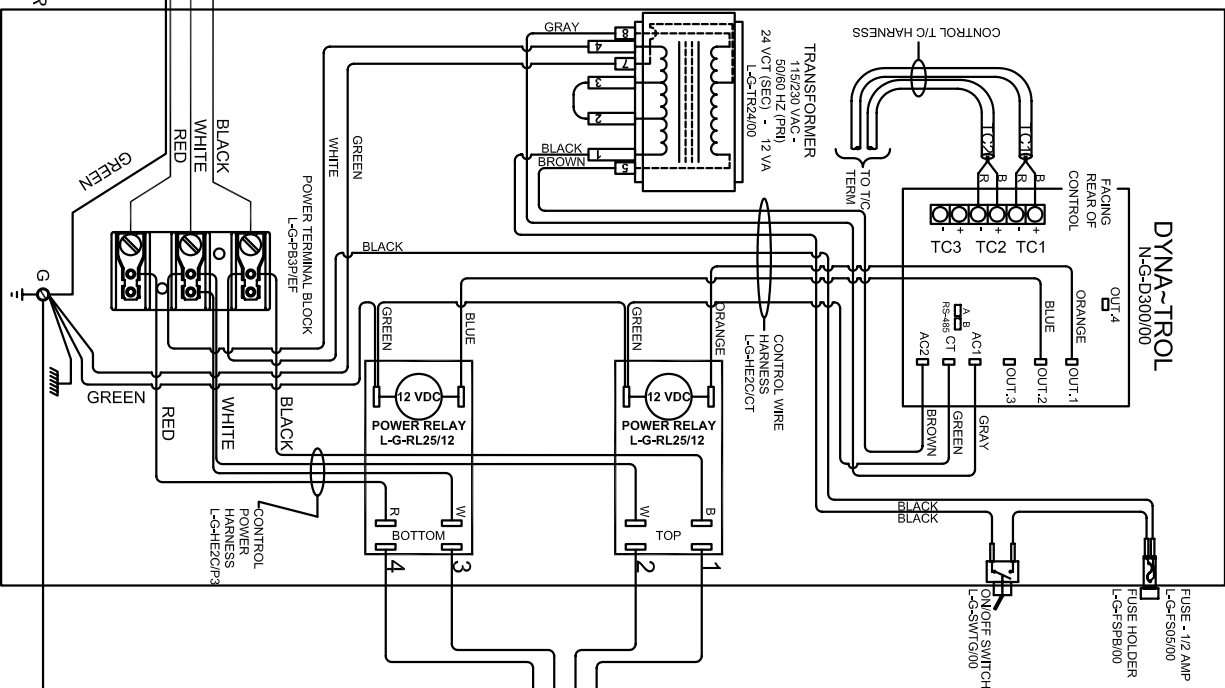 R
GRAY
8
4
7
3
2
1
5
BLACK
BROWN
WHITE
GREEN
TRANSFORMER
115/230 VAC -
50/60 HZ (PRI)
24 VCT (SEC) - 12 VA
L-G-TR24/00
CONTROL T/C HARNESS
TO T/C
TERM
TC2
TC1
R
B
R
B
FACING
REAR OF
CONTROL
- + - + - +
TC3 TC2 TC1
DYNA~TROL
N-G-D300/00
OUT.4
ORANGE
BLUE
A
B
RS-485
AC2
CT
AC1
OUT.3
OUT.2
OUT.1
BROWN
GREEN
GRAY
BLACK
WHITE
RED
GREEN
POWER TERMINAL BLOCK
L-G-PB3P/EF
BLACK
G
GREEN
GREEN
BLUE
GREEN
ORANGE
CONTROL WIRE
HARNESS
L-G-HE2C/CT
12 VDC
POWER RELAY
L-G-RL25/12
12 VDC
POWER RELAY
L-G-RL25/12
RED
WHITE
BLACK
R
W
BOTTOM
W
B
TOP
4
3
2
1
CONTROL
POWER
HARNESS
L-G-HE2C/P3
BLACK
BLACK
ON/OFF SWITCH
L-G-SWTG/00
FUSE - 1/2 AMP
L-G-FS05/00
FUSE HOLDER
L-G-FSPB/00